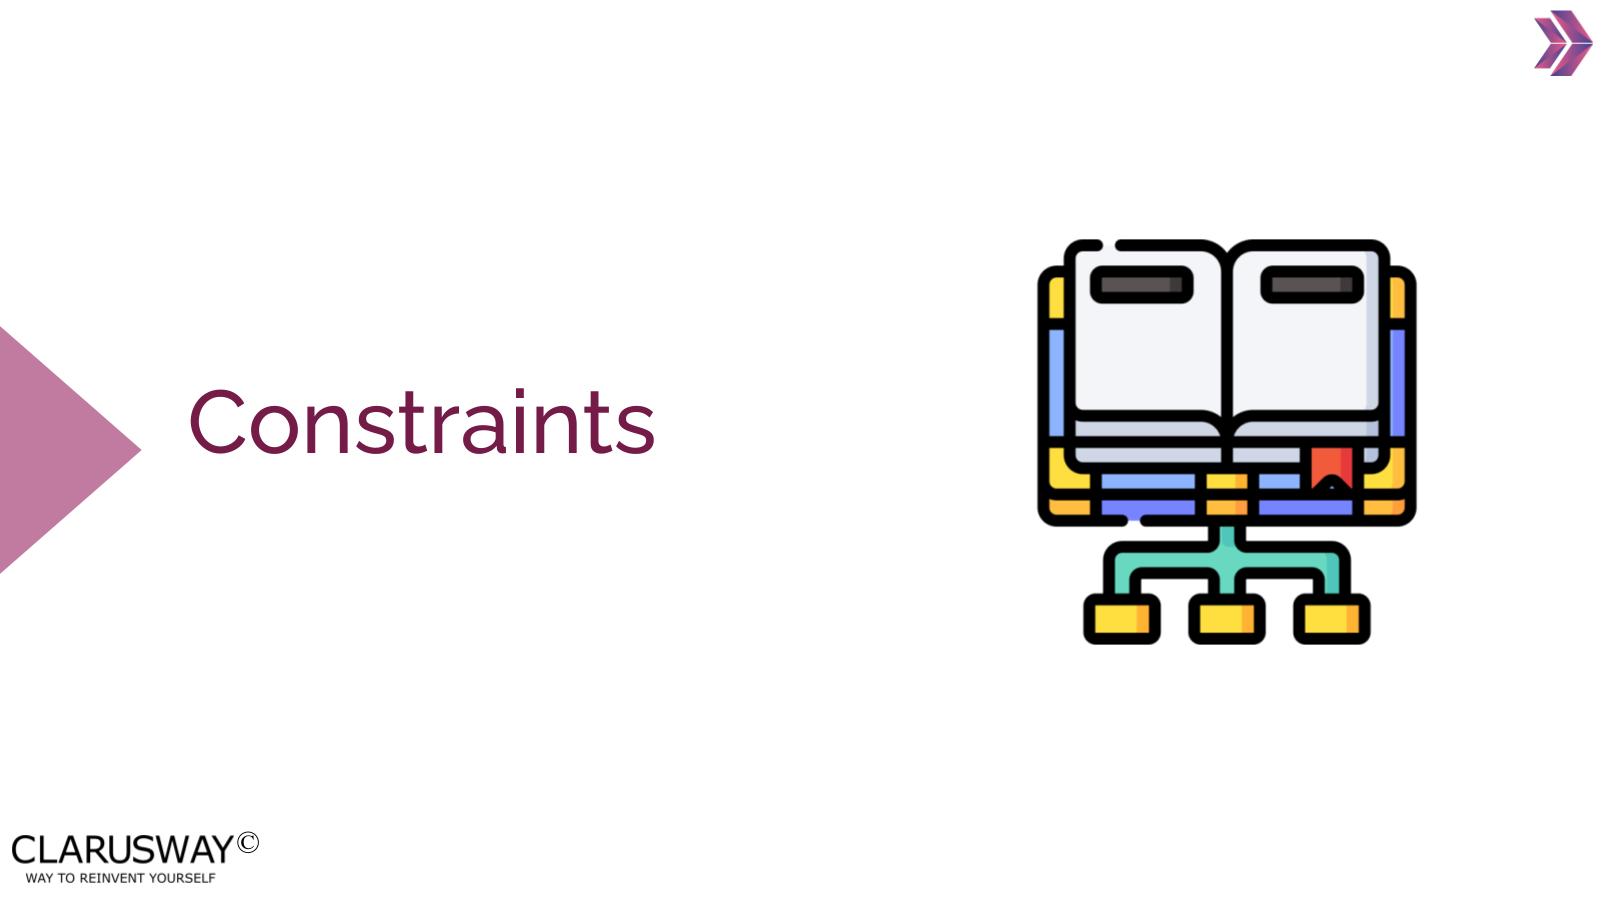 Constraints
CLARUSWAY©
WAY TO REINVENT YOURSELF